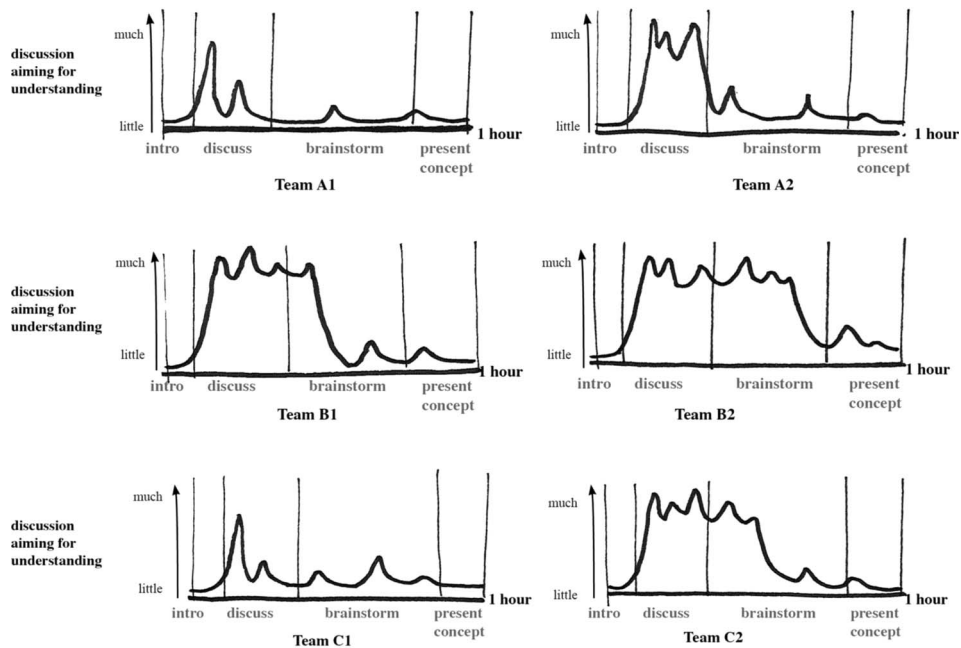 much
discussion
aiming for
understanding
little
1 hour
intro discuss brainstorm present
concept
Team A1
much
little
1 hour
intro discuss brainstorm present
concept
Team A2
much
discussion
aiming for
understanding
little
1 hour
intro discuss brainstorm present
concept
Team B1
much
little
1 hour
intro discuss brainstorm present
concept
Team B2
much
discussion
aiming for
understanding
little
1 hour
intro discuss brainstorm present
concept
Team C1
much
little
1 hour
intro discuss brainstorm present
concept
Team C2